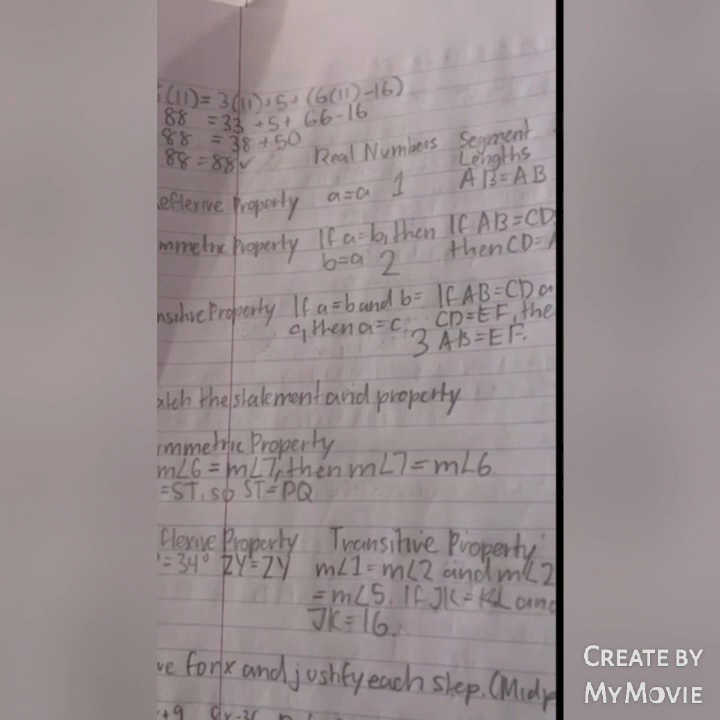 (11) = 3(11)+5+(6(11)-16)
88 = 33 +5+ 66-16
88 = 38+50
88 = 88 ✓
Real Numbers Segment Lengths
eflexive Property a=a 1 AB=AB
mmetric Property If a=b, then b=a 2 If AB=CD then CD=
nsitive Property If a=b and b= c, then a=c. 3 If AB=CD a CD=EF, the AB=EF.
atch the statement and property
mmetric Property
m∠6 = m∠7, then m∠7 = m∠6
=ST, so ST=PQ
flexive Property Transitive Property
=34° ZY=ZY m∠1=m∠2 and m∠2
= m∠5. If JK=KL and
JK=16.
ve for x and justify each step. (Midp
+9
CREATE BY
MYMOVIE